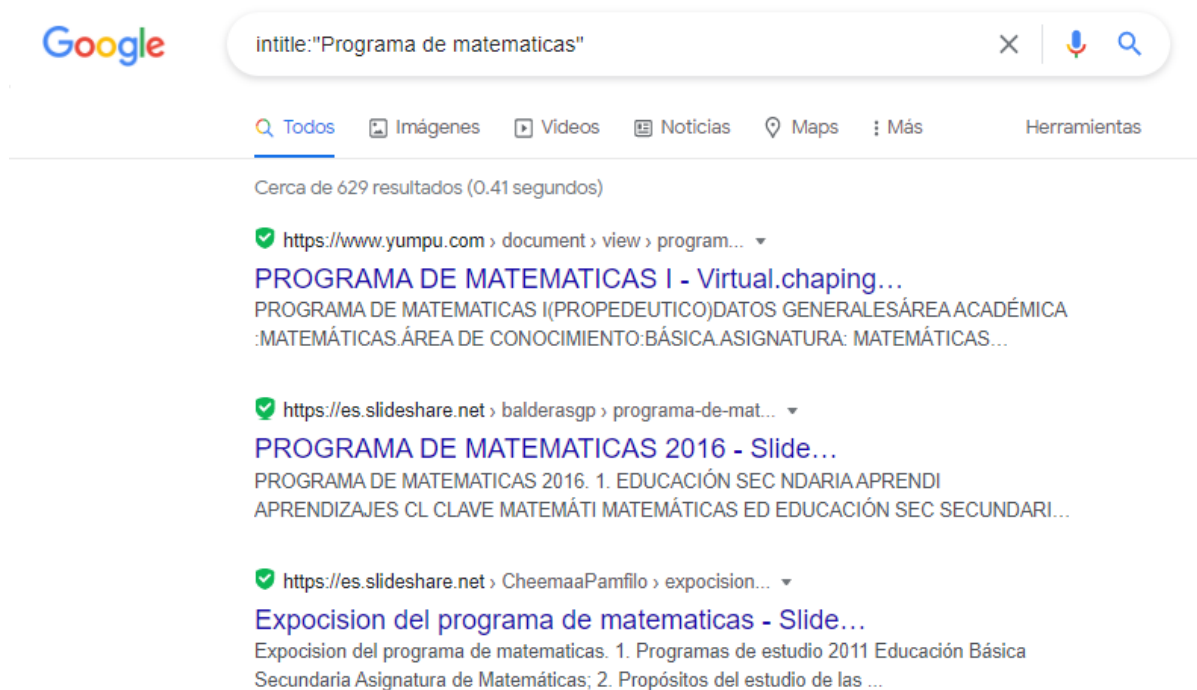 Google
intitle:"Programa de matematicas"
Todos Imágenes Videos Noticias Maps Más Herramientas
Cerca de 629 resultados (0.41 segundos)
https://www.yumpu.com › document › view › program...
PROGRAMA DE MATEMATICAS I - Virtual.chaping...
PROGRAMA DE MATEMATICAS I(PROPEDEUTICO)DATOS GENERALESÁREA ACADÉMICA
:MATEMÁTICAS.ÁREA DE CONOCIMIENTO:BÁSICA.ASIGNATURA: MATEMÁTICAS...
https://es.slideshare.net › balderasgp › programa-de-mat...
PROGRAMA DE MATEMATICAS 2016 - Slide...
PROGRAMA DE MATEMATICAS 2016. 1. EDUCACIÓN SEC NDARIA APRENDI
APRENDIZAJES CL CLAVE MATEMÁTI MATEMÁTICAS ED EDUCACIÓN SEC SECUNDARI...
https://es.slideshare.net › CheemaaPamfilo › expocision...
Expocision del programa de matematicas - Slide...
Expocision del programa de matematicas. 1. Programas de estudio 2011 Educación Básica
Secundaria Asignatura de Matemáticas; 2. Propósitos del estudio de las ...